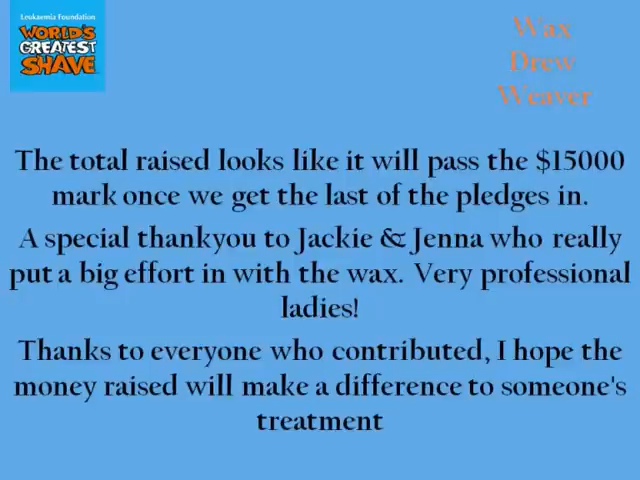 Leukaemia Foundation
WORLD'S
GREATEST
SHAVE
Wax
Drew
Weaver
The total raised looks like it will pass the $15000
mark once we get the last of the pledges in.
A special thankyou to Jackie & Jenna who really
put a big effort in with the wax. Very professional
ladies!
Thanks to everyone who contributed, I hope the
money raised will make a difference to someone's
treatment